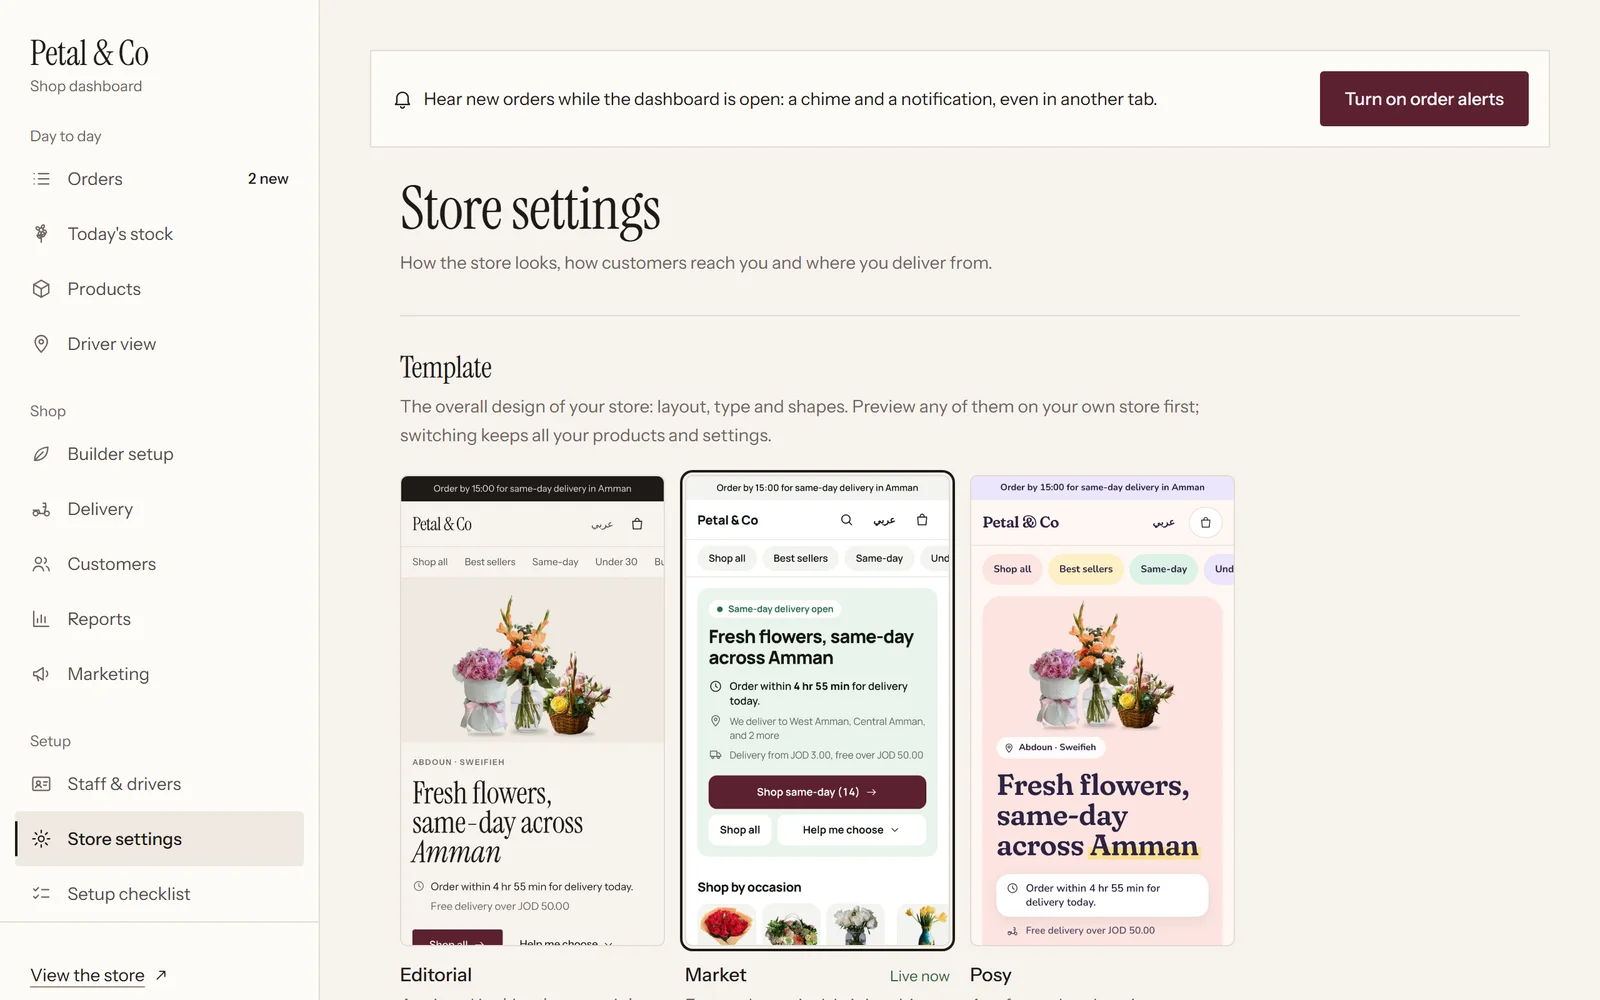 Petal & Co
Shop dashboard
Day to day
Orders
2 new
Today's stock
Products
Driver view
Shop
Builder setup
Delivery
Customers
Reports
Marketing
Setup
Staff & drivers
Store settings
Setup checklist
View the store
Hear new orders while the dashboard is open: a chime and a notification, even in another tab.
Turn on order alerts
Store settings
How the store looks, how customers reach you and where you deliver from.
Template
The overall design of your store: layout, type and shapes. Preview any of them on your own store first;
switching keeps all your products and settings.
Order by 15:00 for same-day delivery in Amman
Petal & Co
عربي
Shop all
Best sellers
Same-day
Under 30
Bu
ABDOUN · SWEIFIEH
Fresh flowers,
same-day across
Amman
Order within 4 hr 55 min for delivery today.
Free delivery over JOD 50.00
Shop all
Help me choose
Editorial
Order by 15:00 for same-day delivery in Amman
Petal & Co
عربي
Shop all
Best sellers
Same-day
Und
Same-day delivery open
Fresh flowers, same-day
across Amman
Order within 4 hr 55 min for delivery
today.
We deliver to West Amman, Central Amman,
and 2 more
Delivery from JOD 3.00, free over JOD 50.00
Shop same-day (14)
Shop all
Help me choose
Shop by occasion
Market
Live now
Order by 15:00 for same-day delivery in Amman
Petal & Co
عربي
Shop all
Best sellers
Same-day
Und
Abdoun · Sweifieh
Fresh flowers,
same-day
across Amman
Order within 4 hr 55 min for
delivery today.
Free delivery over JOD 50.00
Posy